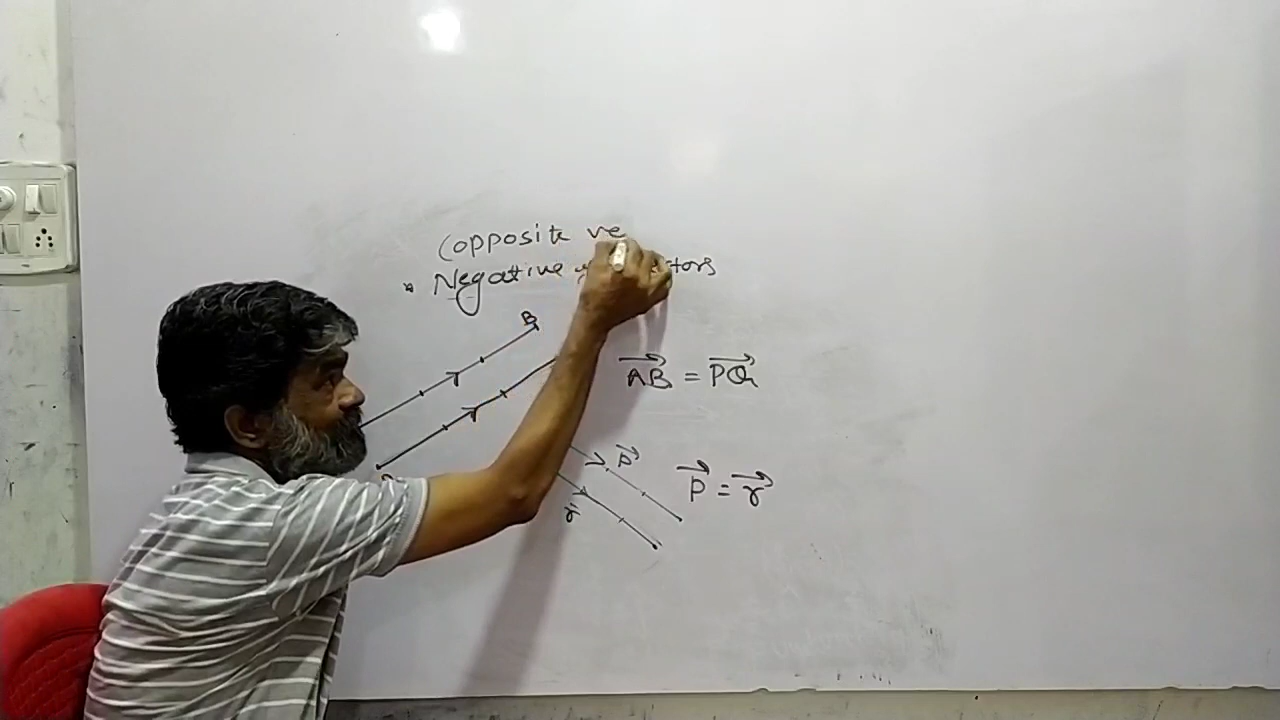 (opposite ve
* Negative
B
AB = PQ
P
P = r
r